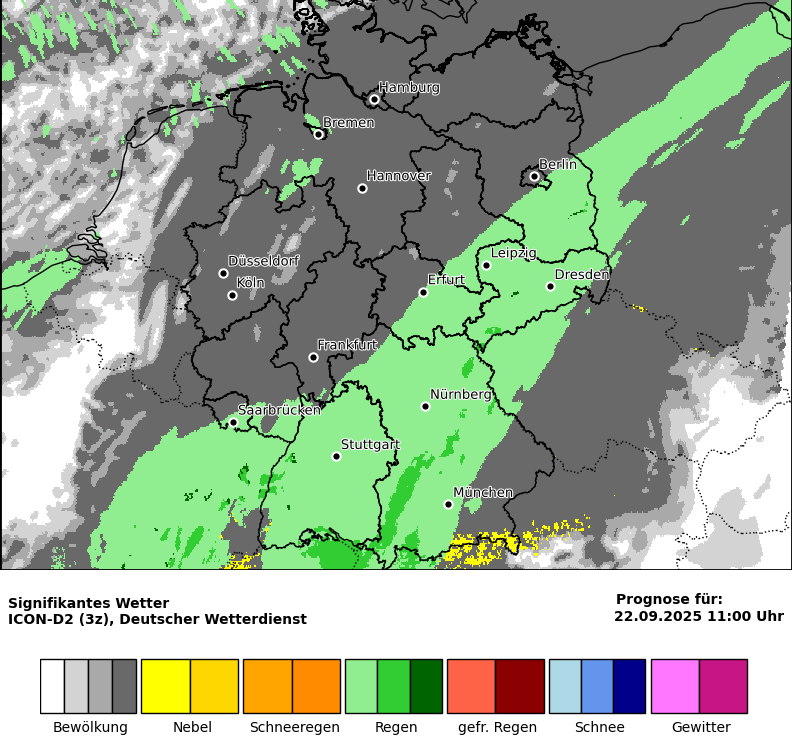 Hamburg
Bremen
Hannover
Berlin
Düsseldorf
Köln
Leipzig
Erfurt
Dresden
Frankfurt
Saarbrücken
Nürnberg
Stuttgart
München
Signifikantes Wetter
ICON-D2 (3z), Deutscher Wetterdienst
Prognose für:
22.09.2025 11:00 Uhr
Bewölkung Nebel Schneeregen Regen gefr. Regen Schnee Gewitter